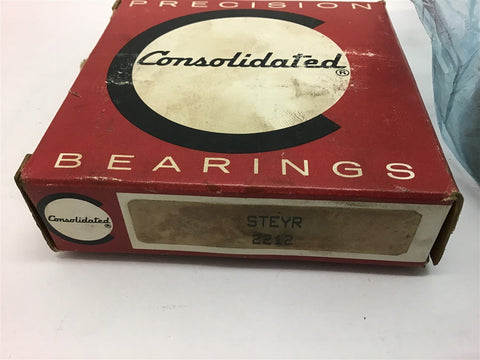 PRECISION
Consolidated®
BEARINGS
Consolidated®
STEYR
2212